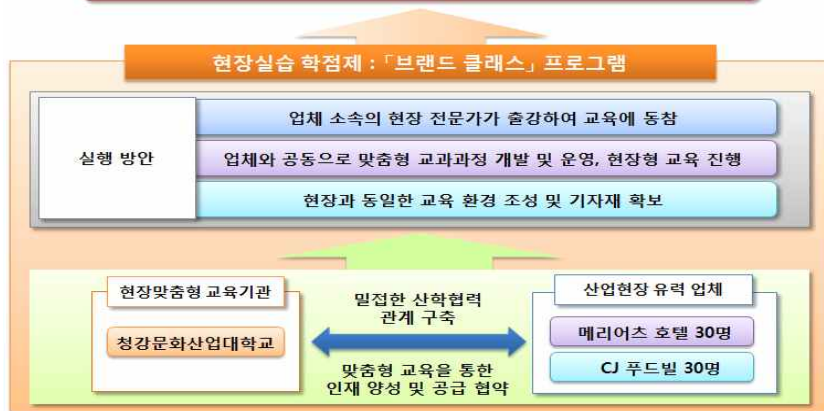 현장실습 학점제 : 「브랜드 클래스」 프로그램
실행 방안
업체 소속의 현장 전문가가 출강하여 교육에 동참
업체와 공동으로 맞춤형 교과과정 개발 및 운영, 현장형 교육 진행
현장과 동일한 교육 환경 조성 및 기자재 확보
현장맞춤형 교육기관
청강문화산업대학교
밀접한 산학협력
관계 구축
맞춤형 교육을 통한
인재 양성 및 공급 협약
산업현장 유력 업체
메리어츠 호텔 30명
CJ 푸드빌 30명